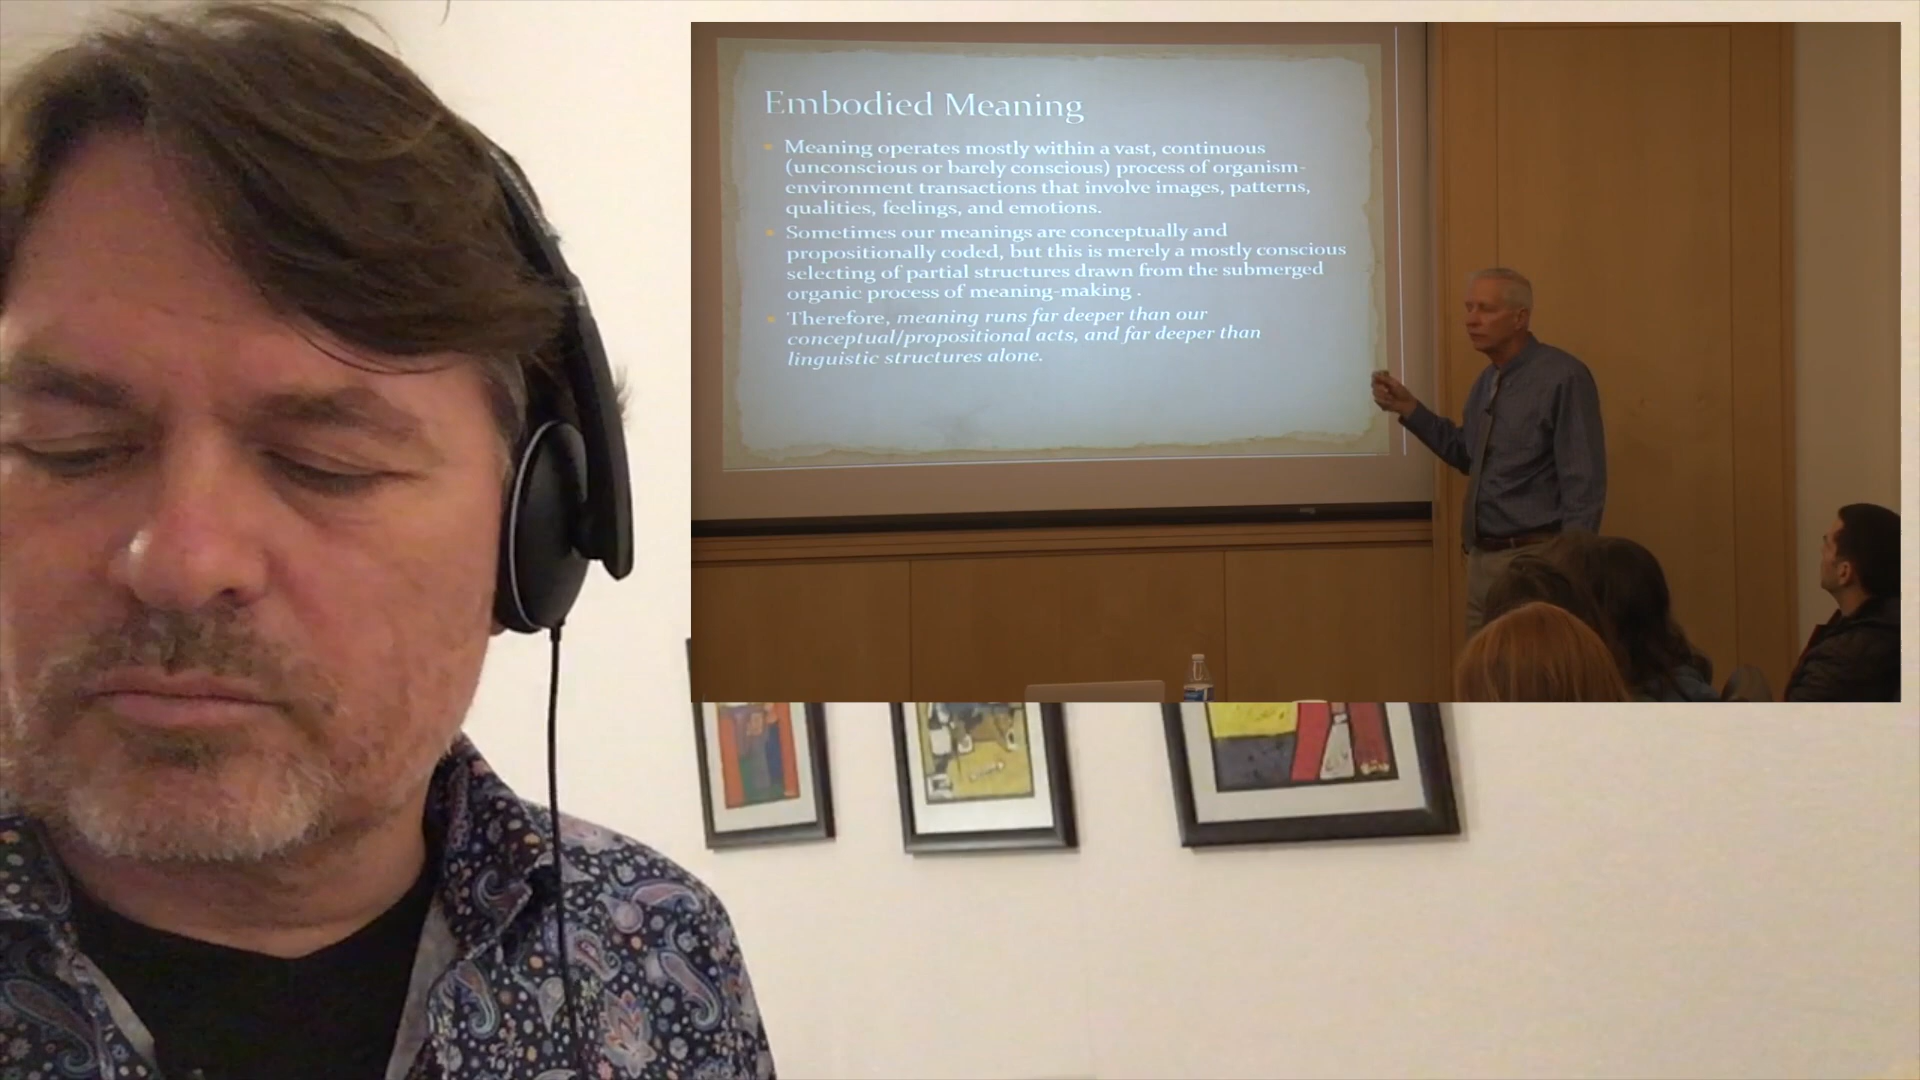 Embodied Meaning
Meaning operates mostly within a vast, continuous
(unconscious or barely conscious) process of organism-
environment transactions that involve images, patterns,
qualities, feelings, and emotions.
Sometimes our meanings are conceptually and
propositionally coded, but this is merely a mostly conscious
selecting of partial structures drawn from the submerged
organic process of meaning-making .
Therefore, meaning runs far deeper than our
conceptual/propositional acts, and far deeper than
linguistic structures alone.